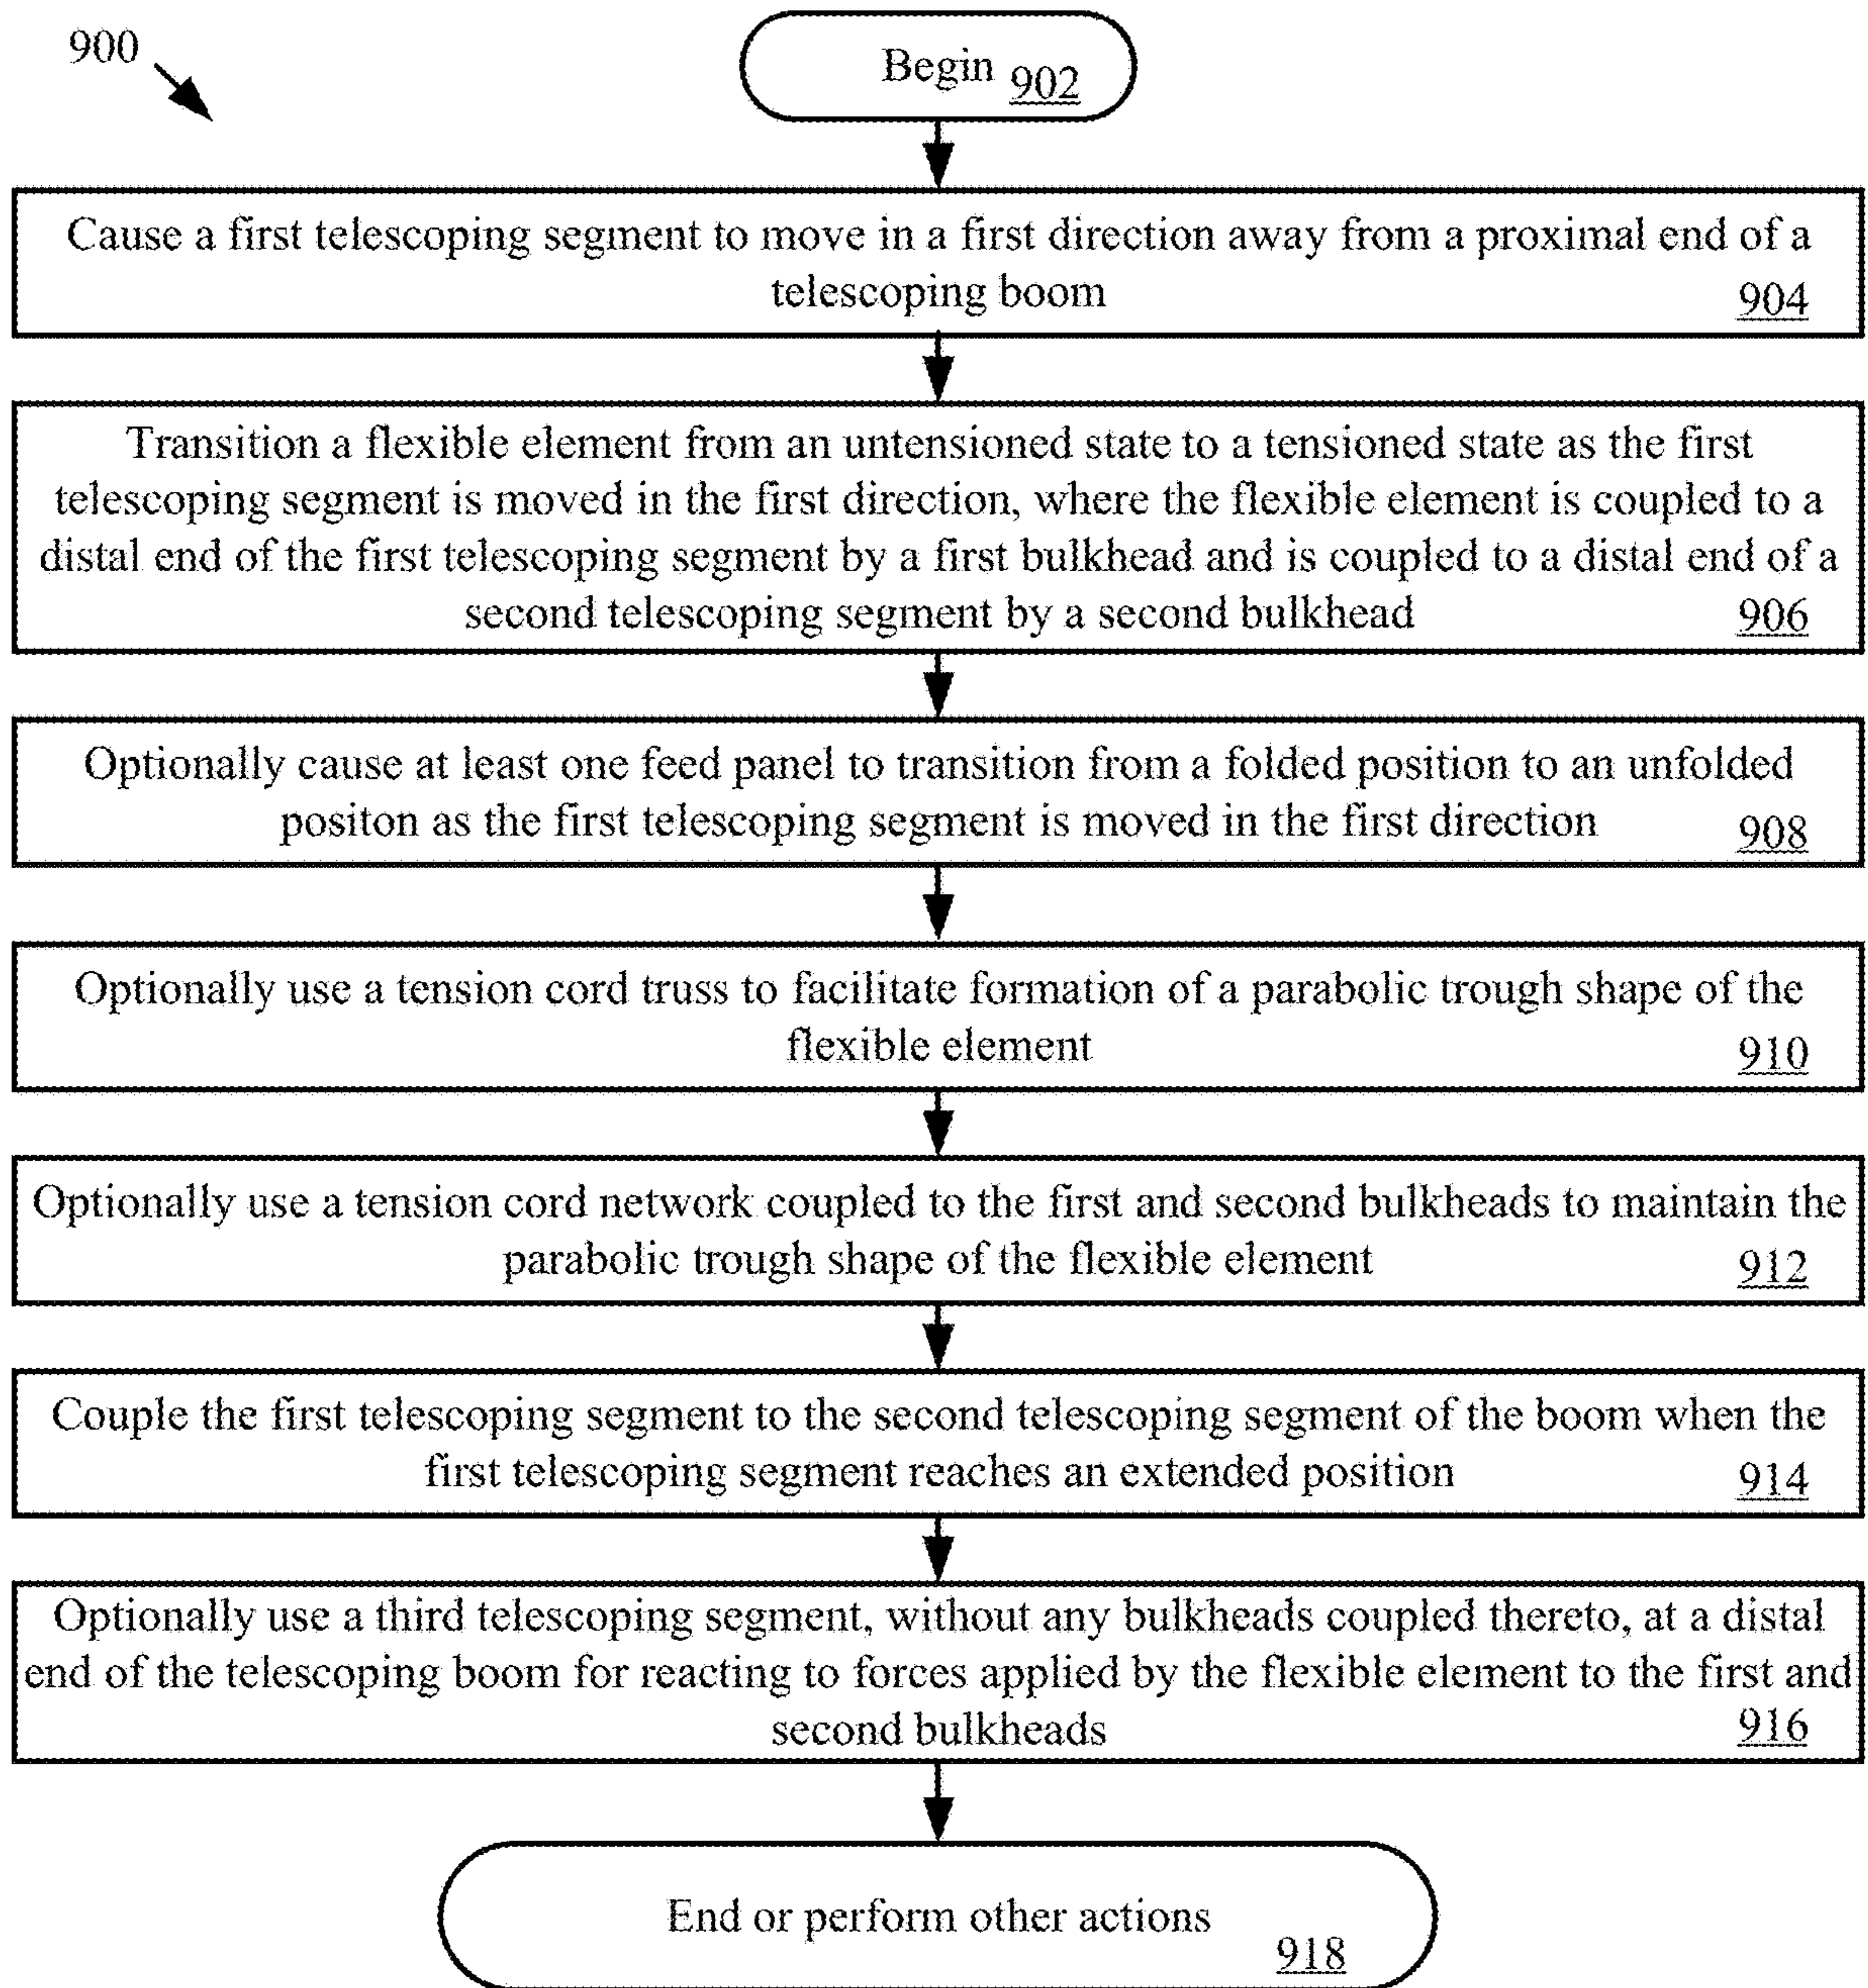 900
Begin 902
Cause a first telescoping segment to move in a first direction away from a proximal end of a
telescoping boom 904
Transition a flexible element from an untensioned state to a tensioned state as the first
telescoping segment is moved in the first direction, where the flexible element is coupled to a
distal end of the first telescoping segment by a first bulkhead and is coupled to a distal end of a
second telescoping segment by a second bulkhead 906
Optionally cause at least one feed panel to transition from a folded position to an unfolded
positon as the first telescoping segment is moved in the first direction 908
Optionally use a tension cord truss to facilitate formation of a parabolic trough shape of the
flexible element 910
Optionally use a tension cord network coupled to the first and second bulkheads to maintain the
parabolic trough shape of the flexible element 912
Couple the first telescoping segment to the second telescoping segment of the boom when the
first telescoping segment reaches an extended position 914
Optionally use a third telescoping segment, without any bulkheads coupled thereto, at a distal
end of the telescoping boom for reacting to forces applied by the flexible element to the first and
second bulkheads 916
End or perform other actions 918